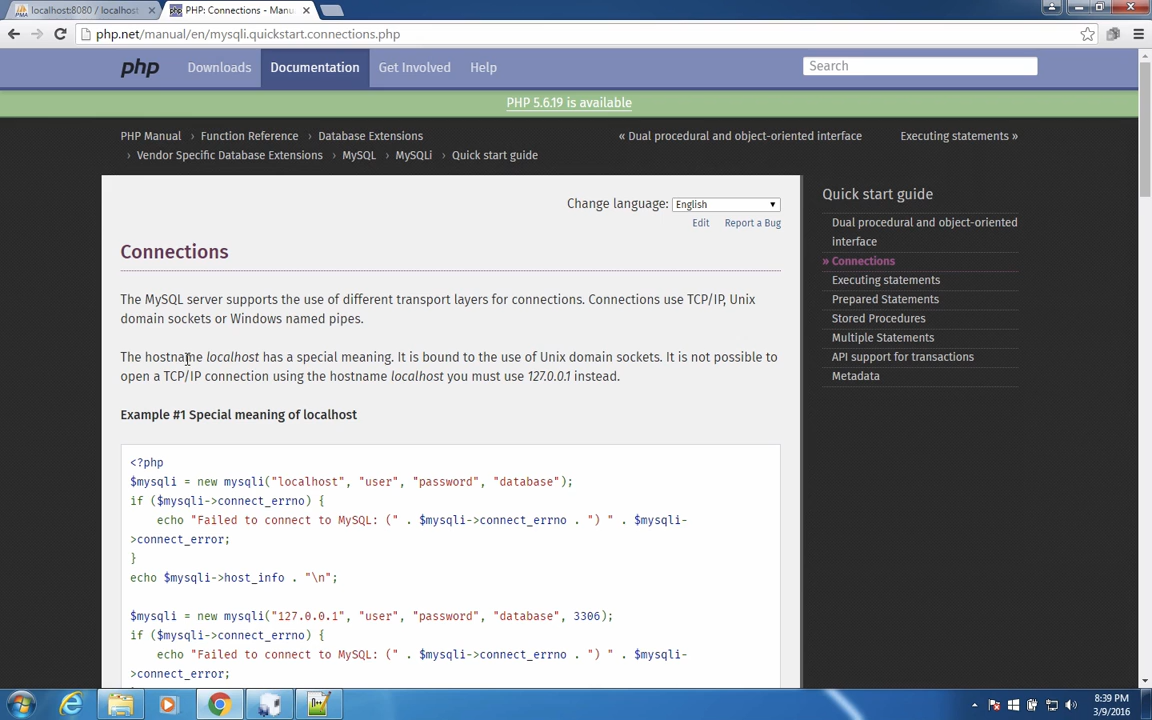 localhost:8080 / localhost
PHP: Connections - Manu
php.net/manual/en/mysqli.quickstart.connections.php
php Downloads Documentation Get Involved Help Search
PHP 5.6.19 is available
PHP Manual › Function Reference › Database Extensions
› Vendor Specific Database Extensions › MySQL › MySQLi › Quick start guide
« Dual procedural and object-oriented interface
Executing statements »
Change language: English
Edit Report a Bug
Connections
The MySQL server supports the use of different transport layers for connections. Connections use TCP/IP, Unix
domain sockets or Windows named pipes.
The hostname localhost has a special meaning. It is bound to the use of Unix domain sockets. It is not possible to
open a TCP/IP connection using the hostname localhost you must use 127.0.0.1 instead.
Example #1 Special meaning of localhost
<?php
$mysqli = new mysqli("localhost", "user", "password", "database");
if ($mysqli->connect_errno) {
echo "Failed to connect to MySQL: (" . $mysqli->connect_errno . ") " . $mysqli-
>connect_error;
}
echo $mysqli->host_info . "\n";
$mysqli = new mysqli("127.0.0.1", "user", "password", "database", 3306);
if ($mysqli->connect_errno) {
echo "Failed to connect to MySQL: (" . $mysqli->connect_errno . ") " . $mysqli-
>connect_error;
Quick start guide
Dual procedural and object-oriented
interface
» Connections
Executing statements
Prepared Statements
Stored Procedures
Multiple Statements
API support for transactions
Metadata
8:39 PM
3/9/2016